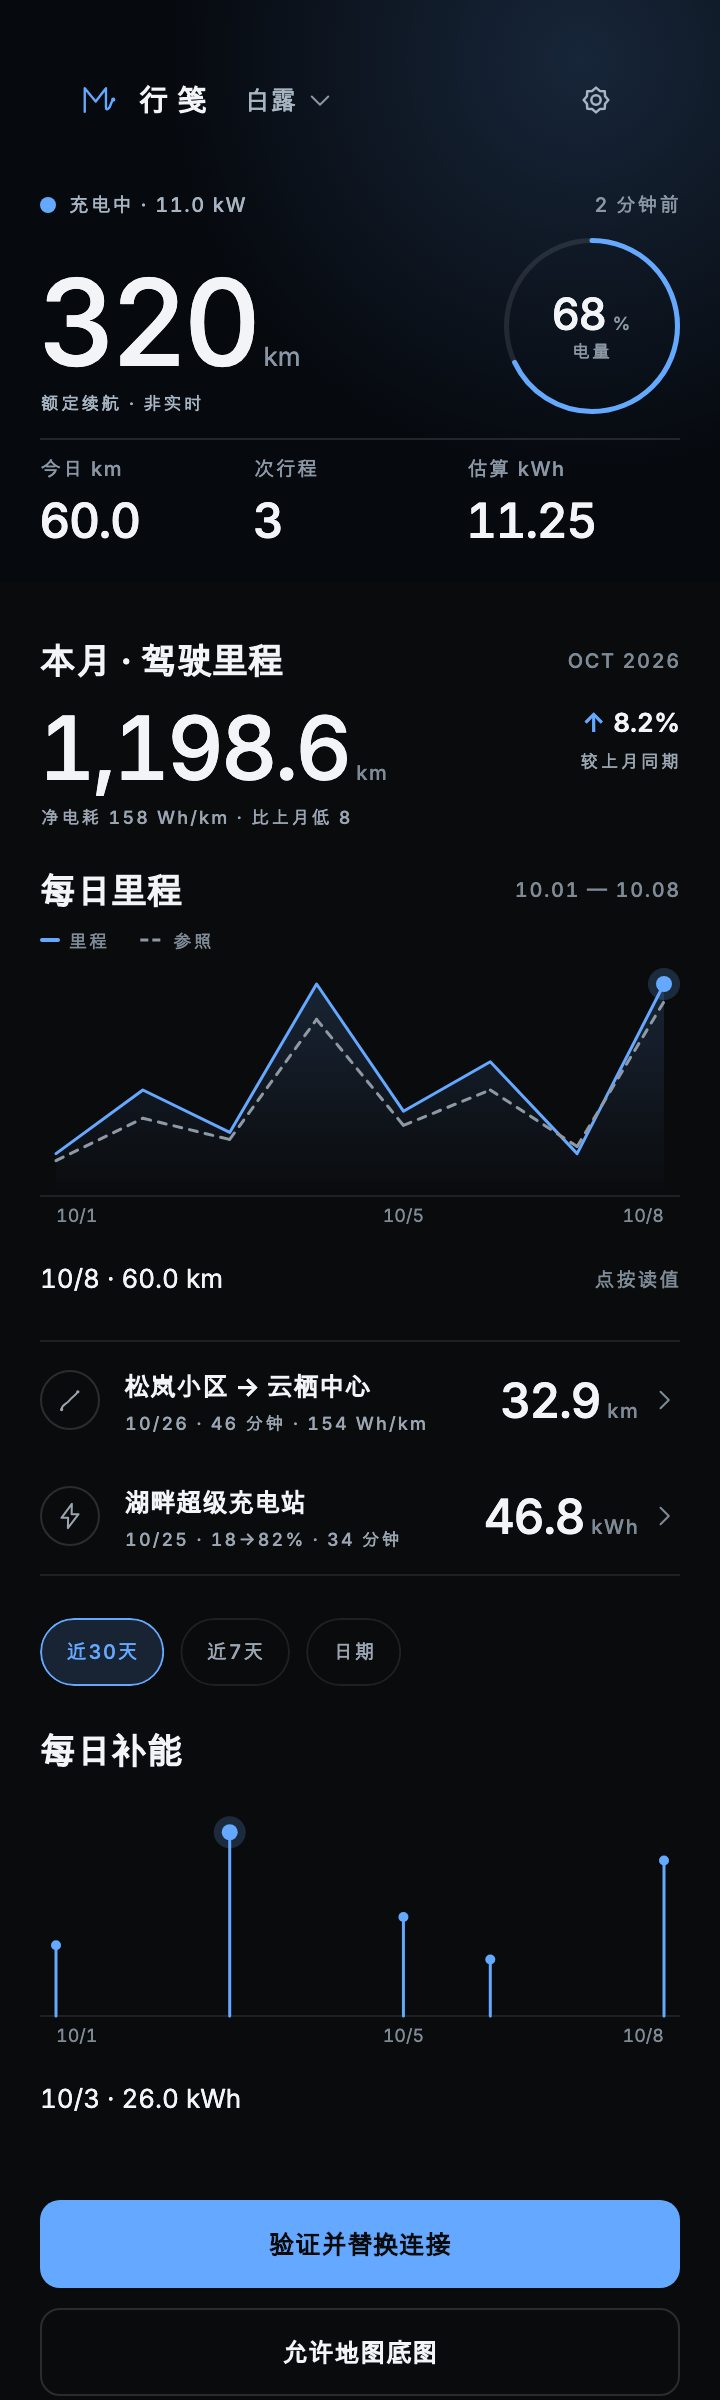 行笺 白露
充电中 · 11.0 kW 2 分钟前
320 km
68 %
电量
额定续航 · 非实时
今日 km 次行程 估算 kWh
60.0 3 11.25
本月 · 驾驶里程 OCT 2026
1,198.6 km ↑ 8.2%
较上月同期
净电耗 158 Wh/km · 比上月低 8
每日里程 10.01 — 10.08
里程 参照
10/1 10/5 10/8
10/8 · 60.0 km 点按读值
松岚小区 → 云栖中心 32.9 km
10/26 · 46 分钟 · 154 Wh/km
湖畔超级充电站 46.8 kWh
10/25 · 18→82% · 34 分钟
近30天 近7天 日期
每日补能
10/1 10/5 10/8
10/3 · 26.0 kWh
验证并替换连接
允许地图底图